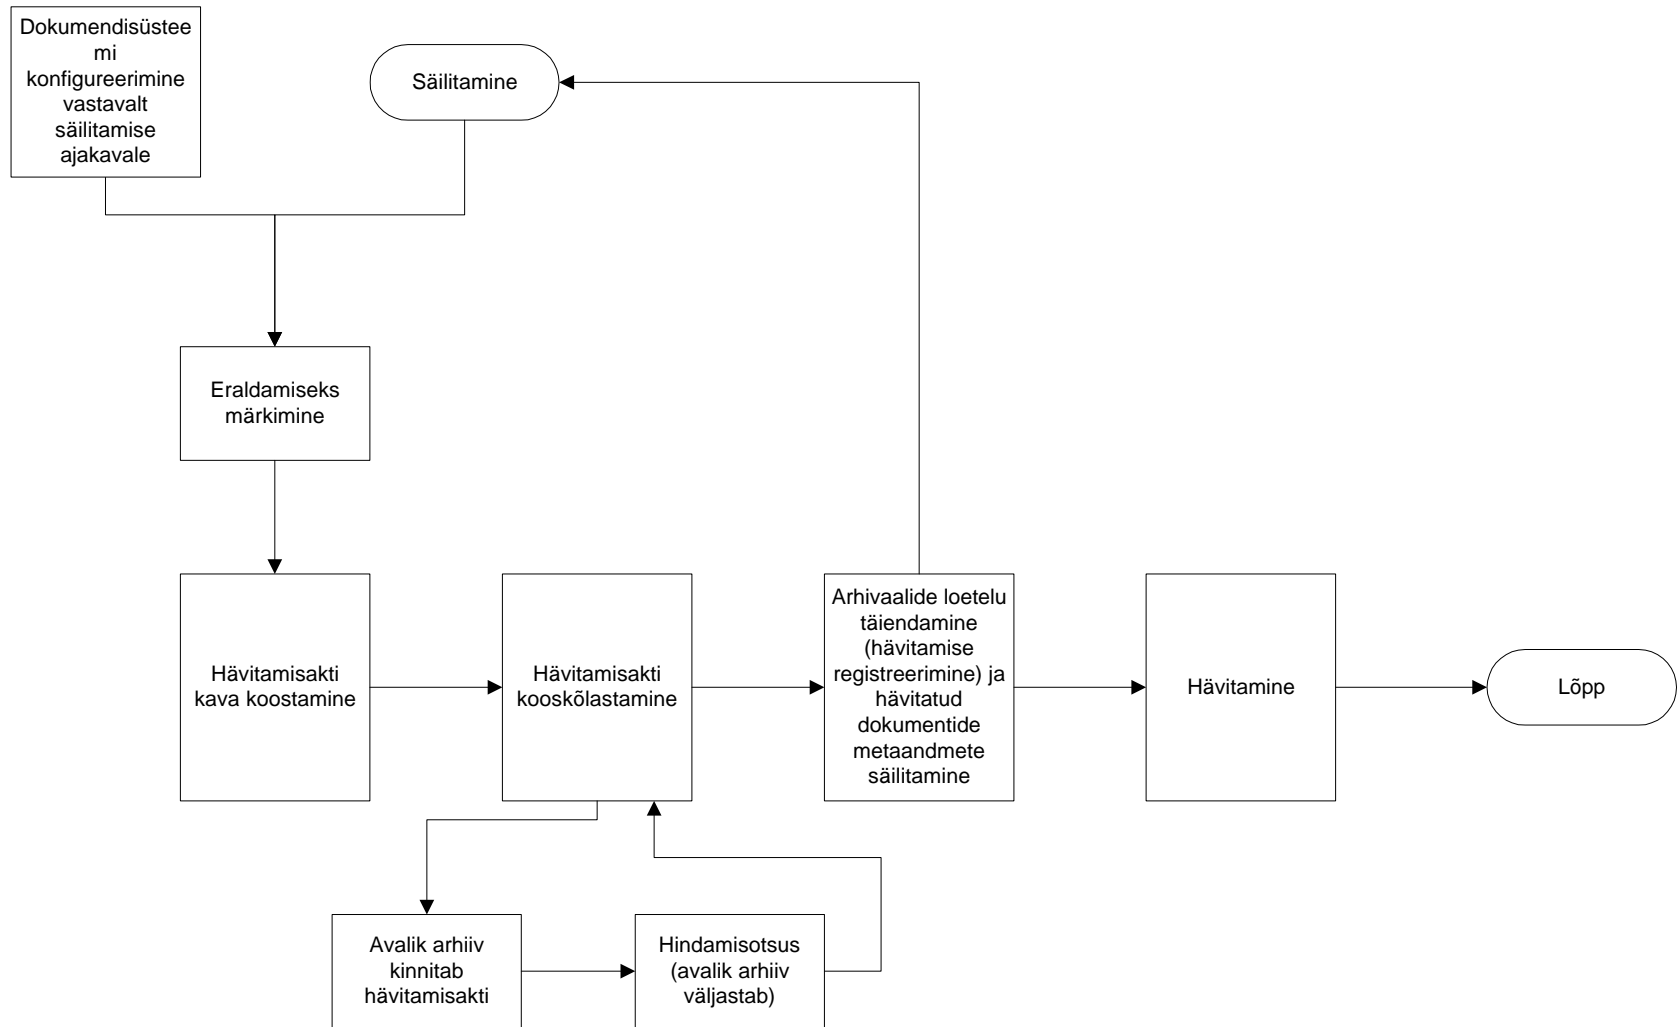 Dokumendisüstee
mi
konfigureerimine
vastavalt
säilitamise
ajakavale
Säilitamine
Eraldamiseks
märkimine
Hävitamisakti
kava koostamine
Hävitamisakti
kooskõlastamine
Arhivaalide loetelu
täiendamine
(hävitamise
registreerimine) ja
hävitatud
dokumentide
metaandmete
säilitamine
Hävitamine
Lõpp
Avalik arhiiv
kinnitab
hävitamisakti
Hindamisotsus
(avalik arhiiv
väljastab)